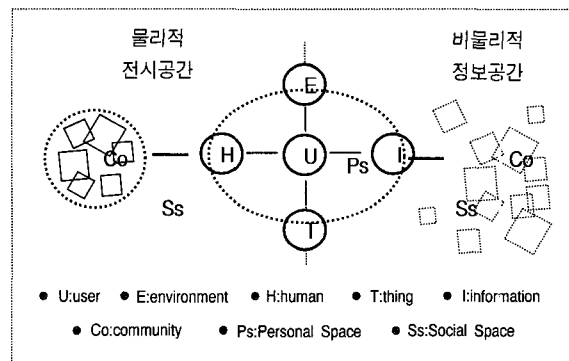 물리적
전시공간
비물리적
정보공간
E
Co
H
U
Ps
I
Co
Ss
Ss
T
● U:user ● E:environment ● H:human ● T:thing ● I:information
● Co:community ● Ps:Personal Space ● Ss:Social Space